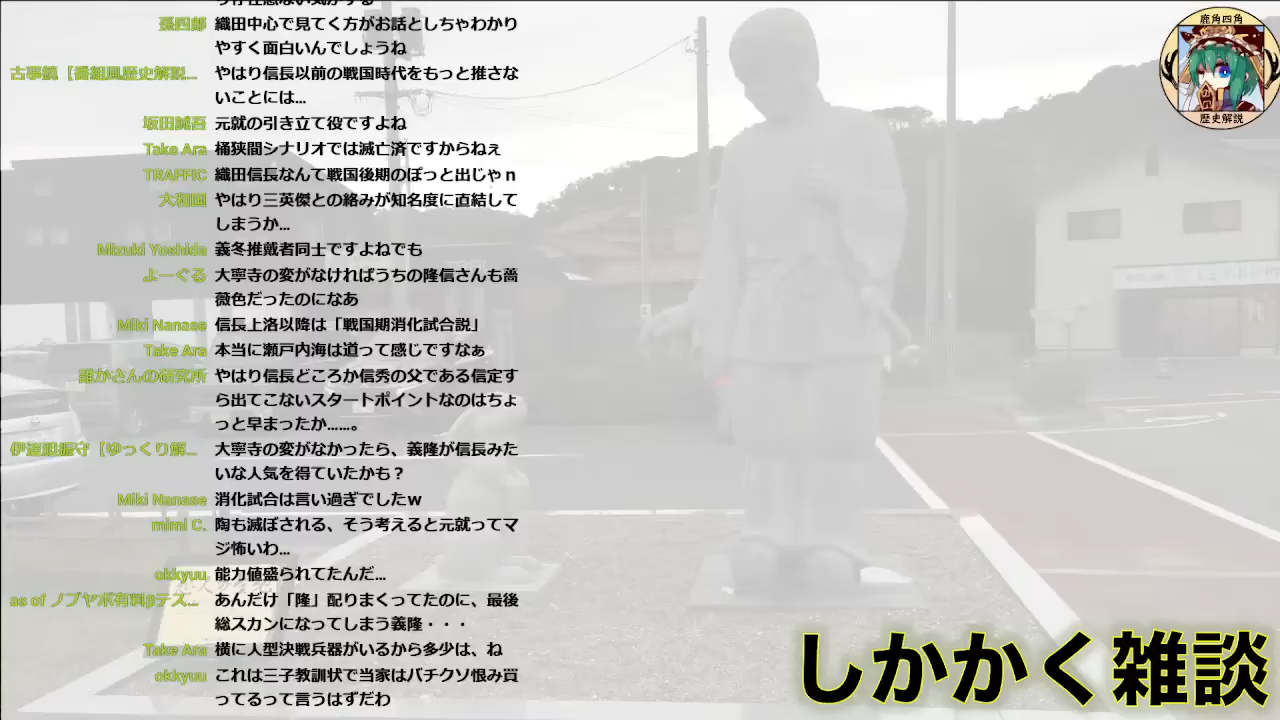 孫四郎 織田中心で見てく方がお話としちゃわかり
やすく面白いんでしょうね
やはり信長以前の戦国時代をもっと推さな
いことには...
坂田誠吾 元就の引き立て役ですよね
Take Ara 桶狭間シナリオでは滅亡済ですからねぇ
TRAFFIC 織田信長なんて戦国後期のぽっと出じゃｎ
大和国 やはり三英傑との絡みが知名度に直結して
しまうか...
Mizuki Yoshida 義冬推戴者同士ですよねでも
よーぐる 大寧寺の変がなければうちの隆信さんも薔
薇色だったのになあ
Miki Nanase 信長上洛以降は「戦国期消化試合説」
Take Ara 本当に瀬戸内海は道って感じですなぁ
誰かさんの研究所 やはり信長どころか信秀の父である信定す
ら出てこないスタートポイントなのはちょ
っと早まったか......。
大寧寺の変がなかったら、義隆が信長みた
いな人気を得ていたかも？
Miki Nanase 消化試合は言い過ぎでしたｗ
mimi C. 陶も滅ぼされる、そう考えると元就ってマ
ジ怖いわ...
okkyuu 能力値盛られてたんだ...
as of ノブヤボ有料βテス... あんだけ「隆」配りまくってたのに、最後
総スカンになってしまう義隆・・・
Take Ara 横に人型決戦兵器がいるから多少は、ね
okkyuu これは三子教訓状で当家はバチクソ恨み買
ってるって言うはずだわ
鹿角四角
歴史解説
しかかく雑談